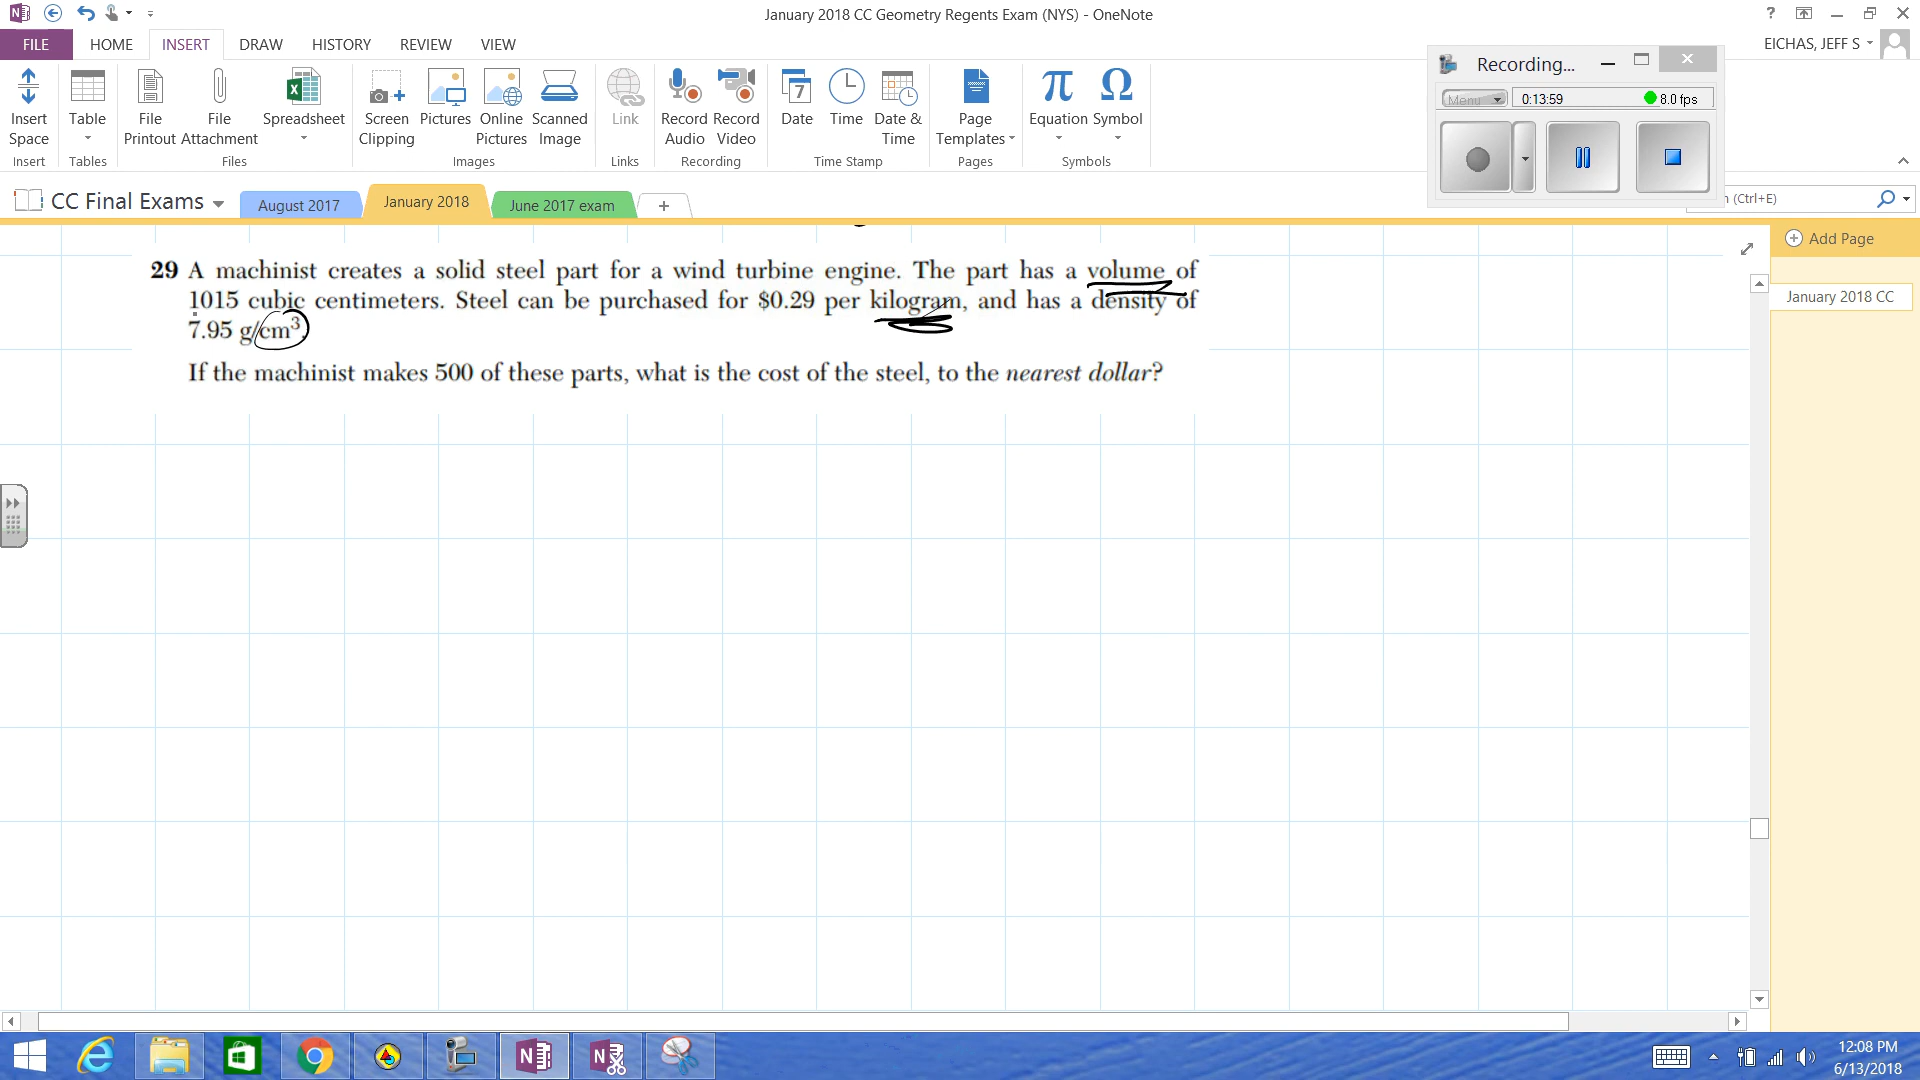 January 2018 CC Geometry Regents Exam (NYS) - OneNote
?
FILE HOME INSERT DRAW HISTORY REVIEW VIEW
EICHAS, JEFF S
Recording...
Menu 0:13:59 8.0 fps
Insert Space
Table
File Printout
File Attachment
Spreadsheet
Screen Clipping
Pictures
Online Pictures
Scanned Image
Link
Record Audio
Record Video
Date
Time
Date & Time
Page Templates
Equation
Symbol
Insert Tables Files Images Links Recording Time Stamp Pages Symbols
CC Final Exams August 2017 January 2018 June 2017 exam +
(Ctrl+E)
Add Page
January 2018 CC
29 A machinist creates a solid steel part for a wind turbine engine. The part has a volume of
1015 cubic centimeters. Steel can be purchased for $0.29 per kilogram, and has a density of
7.95 g/cm³.
If the machinist makes 500 of these parts, what is the cost of the steel, to the nearest dollar?
12:08 PM
6/13/2018